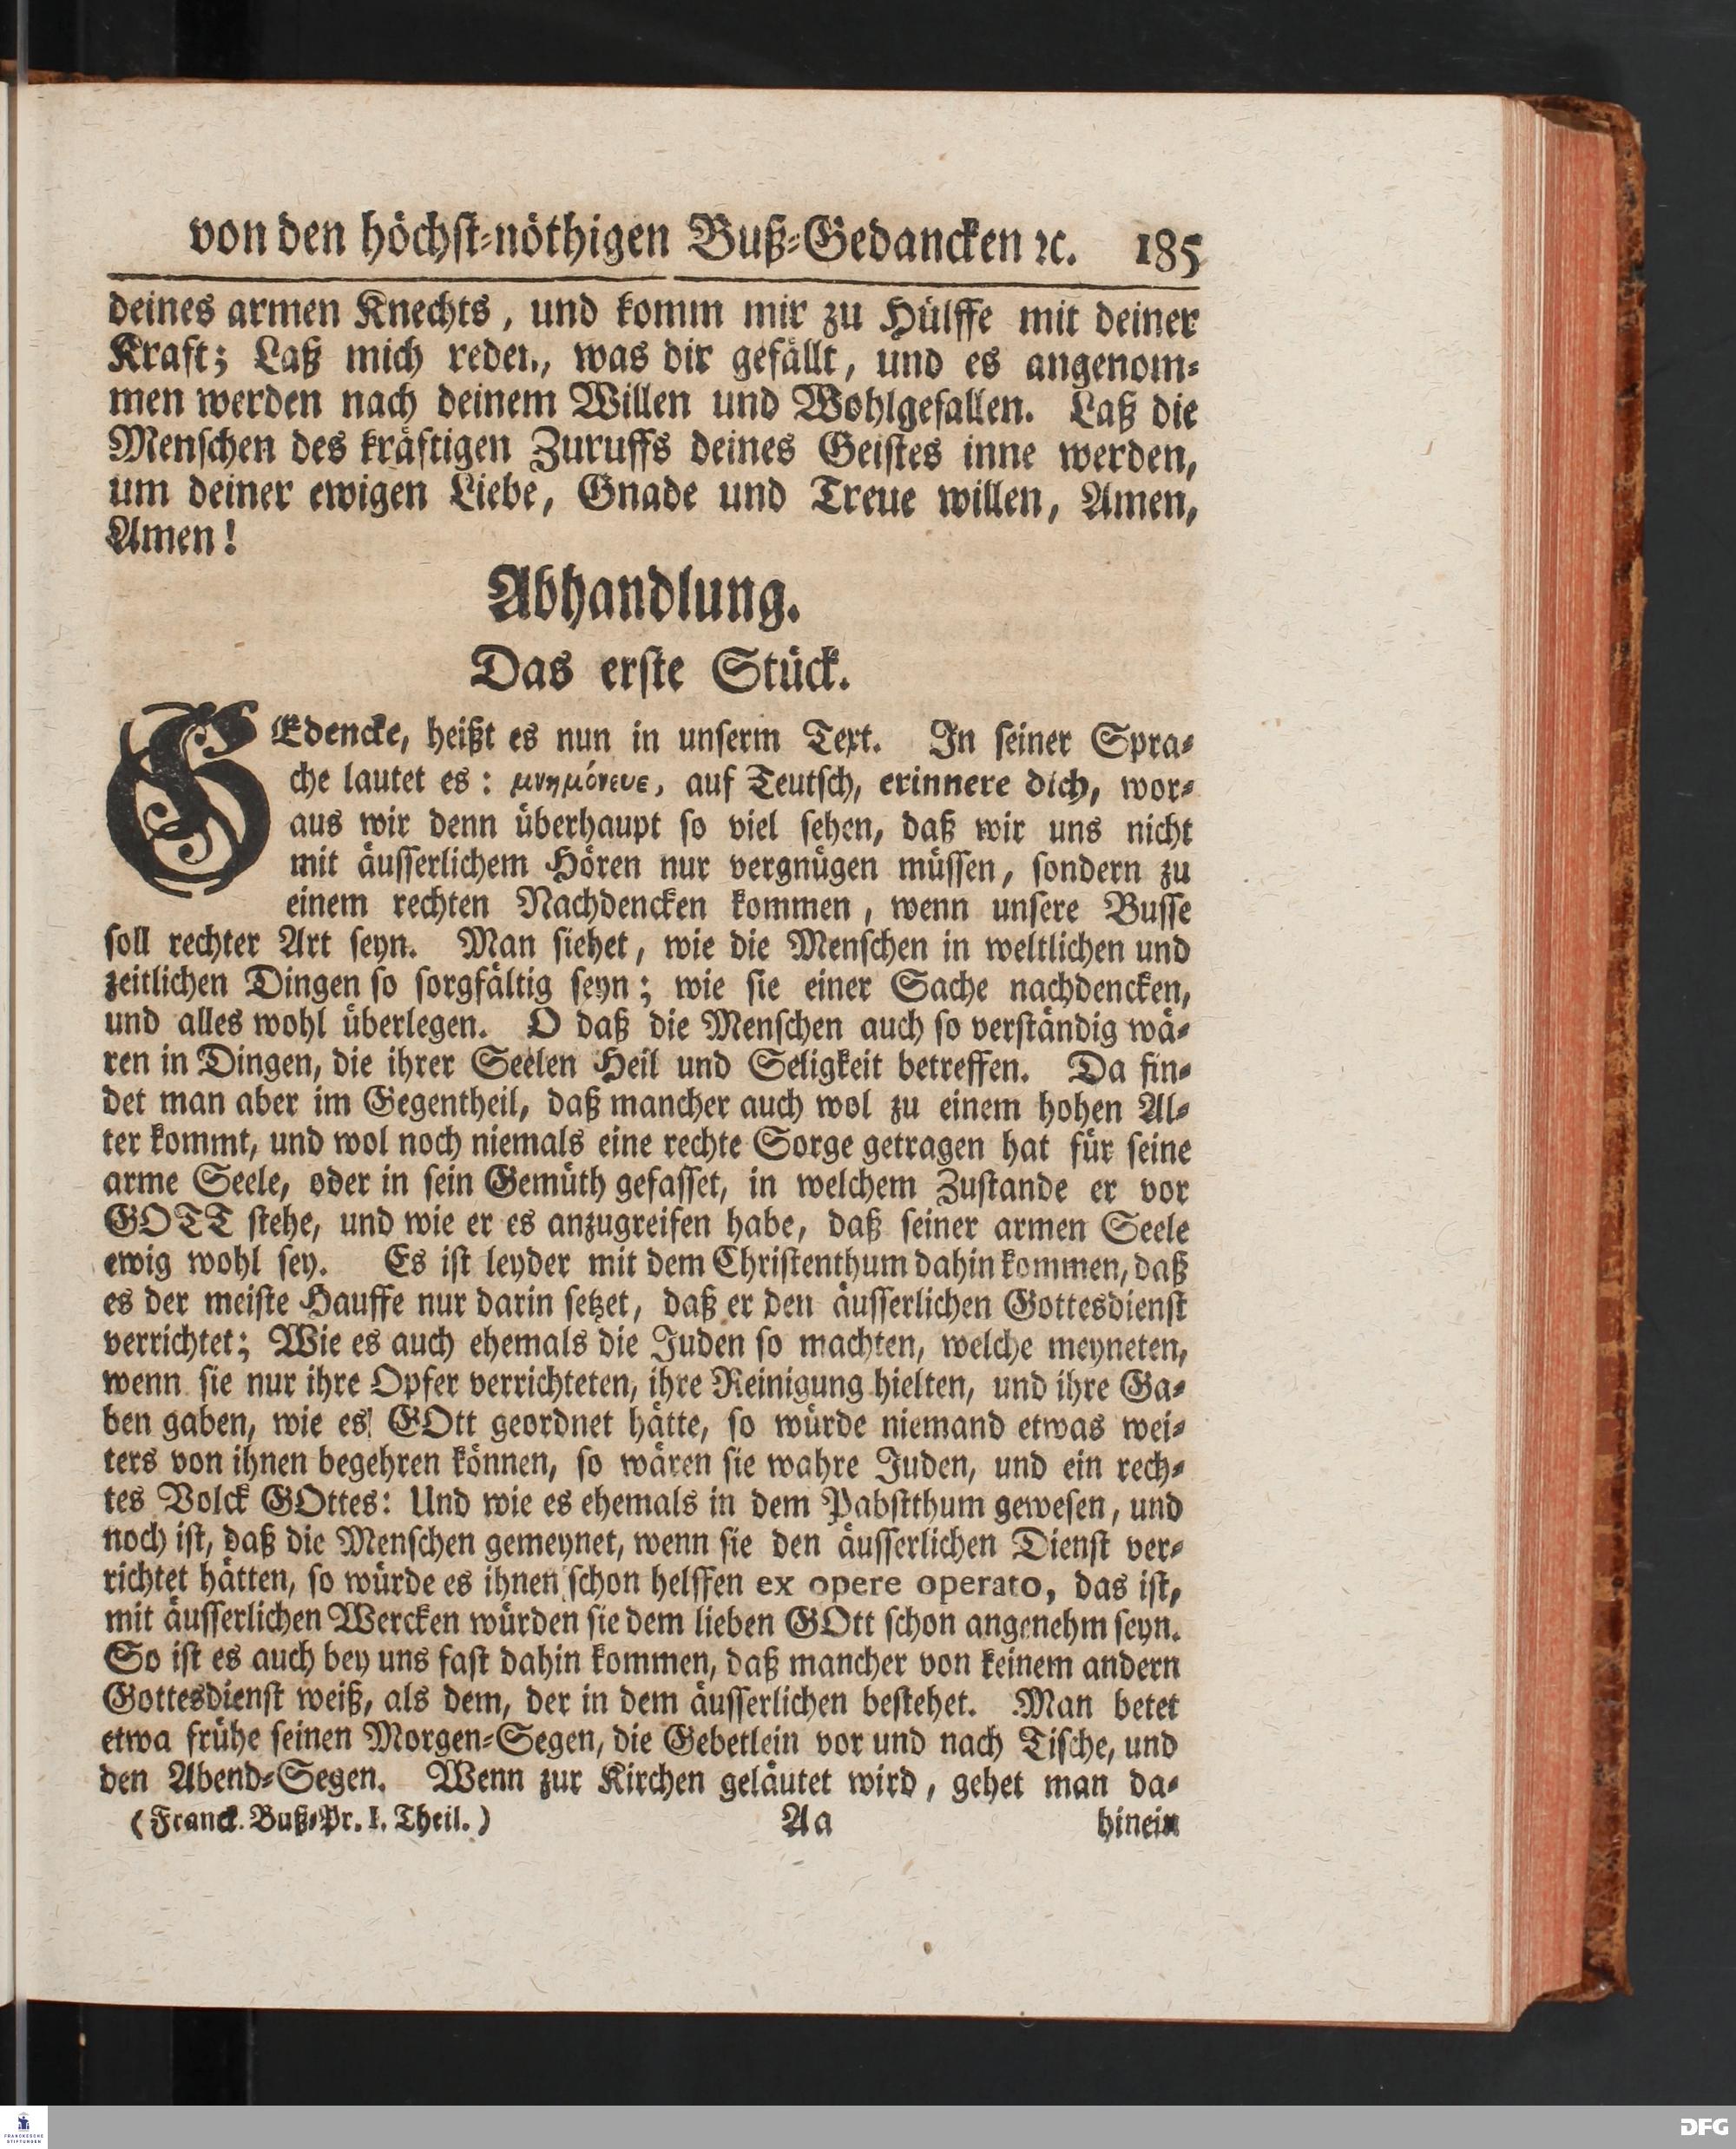 von den höchst-nöthigen Buß-Gedancken ꝛc. 185
deines armen Knechts, und komm mir zu Hülffe mit deiner
Kraft; Laß mich reden, was dir gefällt, und es angenom-
men werden nach deinem Willen und Wohlgefallen. Laß die
Menschen des kräftigen Zuruffs deines Geistes inne werden,
um deiner ewigen Liebe, Gnade und Treue willen, Amen,
Amen!
Abhandlung.
Das erste Stück.
GEdencke, heißt es nun in unserm Text. In seiner Spra-
che lautet es: μνημόνευε, auf Teutsch, erinnere dich, wor-
aus wir denn überhaupt so viel sehen, daß wir uns nicht
mit äusserlichem Hören nur vergnügen müssen, sondern zu
einem rechten Nachdencken kommen, wenn unsere Busse
soll rechter Art seyn. Man siehet, wie die Menschen in weltlichen und
zeitlichen Dingen so sorgfältig seyn; wie sie einer Sache nachdencken,
und alles wohl überlegen. O daß die Menschen auch so verständig wä-
ren in Dingen, die ihrer Seelen Heil und Seligkeit betreffen. Da fin-
det man aber im Gegentheil, daß mancher auch wol zu einem hohen Al-
ter kommt, und wol noch niemals eine rechte Sorge getragen hat für seine
arme Seele, oder in sein Gemüth gefasset, in welchem Zustande er vor
GOTT stehe, und wie er es anzugreifen habe, daß seiner armen Seele
ewig wohl sey. Es ist leyder mit dem Christenthum dahin kommen, daß
es der meiste Hauffe nur darin setzet, daß er den äusserlichen Gottesdienst
verrichtet; Wie es auch ehemals die Juden so machten, welche meyneten,
wenn sie nur ihre Opfer verrichteten, ihre Reinigung hielten, und ihre Ga-
ben gaben, wie es GOtt geordnet hätte, so würde niemand etwas wei-
ters von ihnen begehren können, so wären sie wahre Juden, und ein rech-
tes Volck GOttes: Und wie es ehemals in dem Pabstthum gewesen, und
noch ist, daß die Menschen gemeynet, wenn sie den äusserlichen Dienst ver-
richtet hätten, so würde es ihnen schon helffen ex opere operato, das ist,
mit äusserlichen Wercken würden sie dem lieben GOtt schon angenehm seyn.
So ist es auch bey uns fast dahin kommen, daß mancher von keinem andern
Gottesdienst weiß, als dem, der in dem äusserlichen bestehet. Man betet
etwa frühe seinen Morgen-Segen, die Gebetlein vor und nach Tische, und
den Abend-Segen. Wenn zur Kirchen geläutet wird, gehet man da-
(Franck. Buß-Pr. I. Theil.) Aa hinein
FRANCKESCHE
STIFTUNGEN
DFG